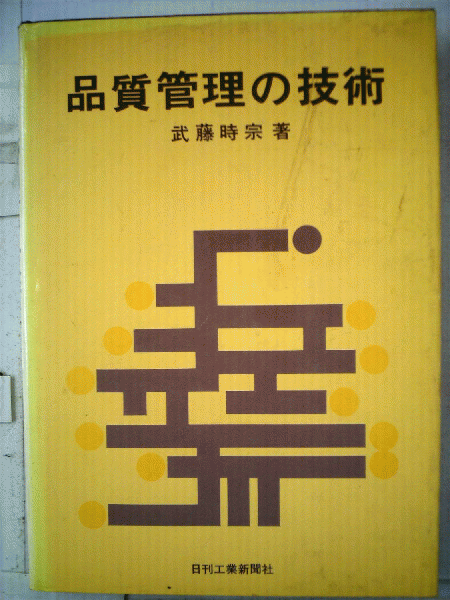 品質管理の技術
武藤時宗著
日刊工業新聞社